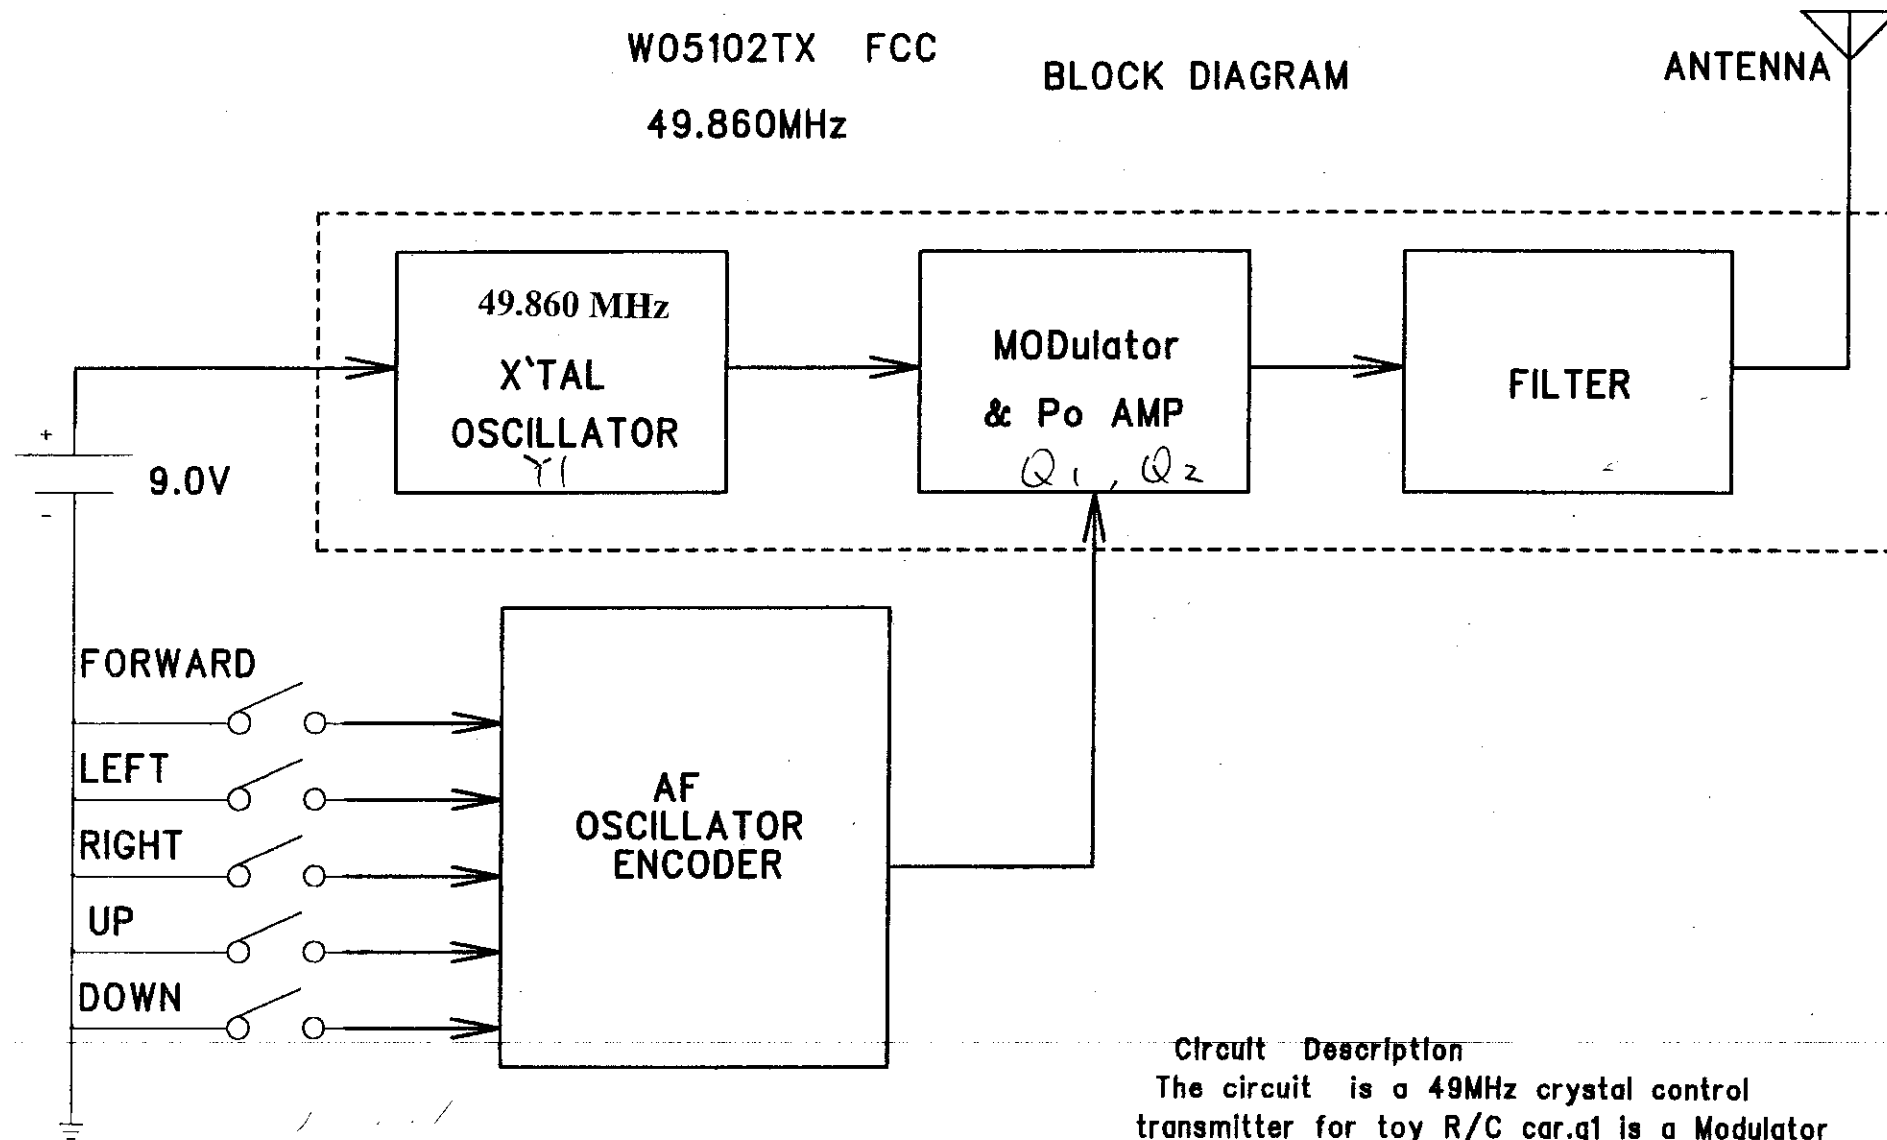 W05102TX FCC
BLOCK DIAGRAM
ANTENNA
49.860MHz
49.860 MHz
X`TAL
OSCILLATOR
Y1
MODulator
& Po AMP
Q1, Q2
FILTER
+
9.0V
-
FORWARD
LEFT
RIGHT
UP
DOWN
AF
OSCILLATOR
ENCODER
Circuit Description
The circuit is a 49MHz crystal control
transmitter for toy R/C car.q1 is a Modulator